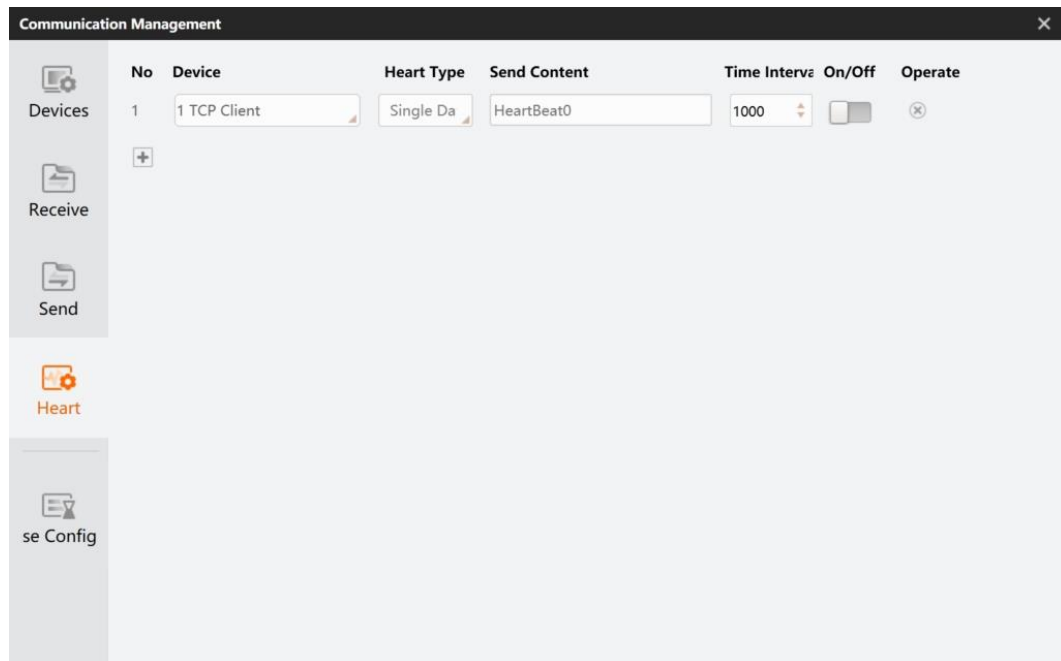 Communication Management
Devices
Receive
Send
Heart
se Config
No Device Heart Type Send Content Time Interva On/Off Operate
1 1 TCP Client Single Da HeartBeat0 1000